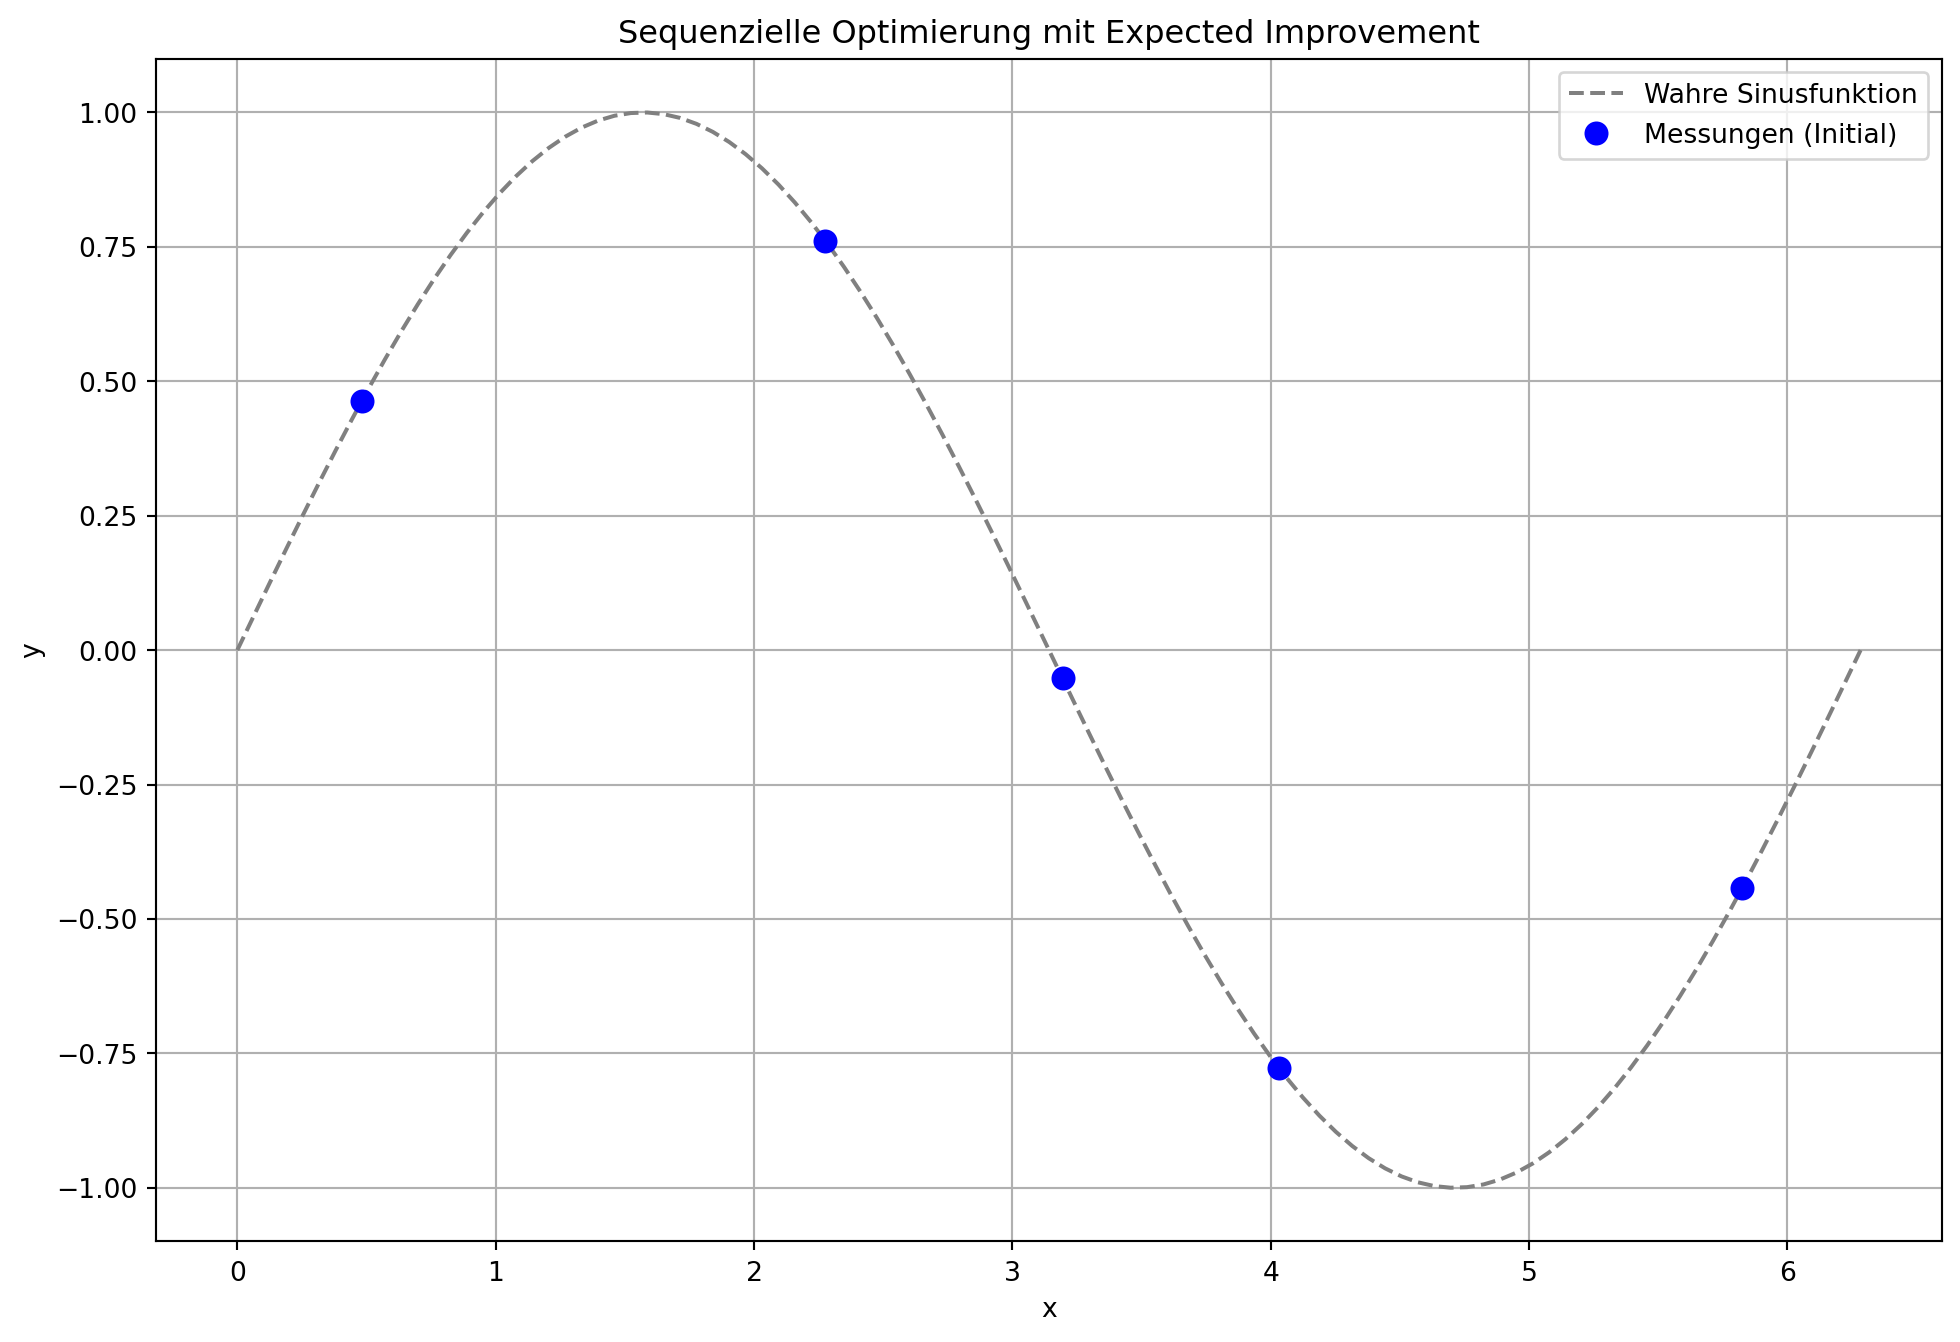 Sequenzielle Optimierung mit Expected Improvement
Wahre Sinusfunktion
Messungen (Initial)
1.00
0.75
0.50
0.25
0.00
−0.25
−0.50
−0.75
−1.00
y
0 1 2 3 4 5 6
x